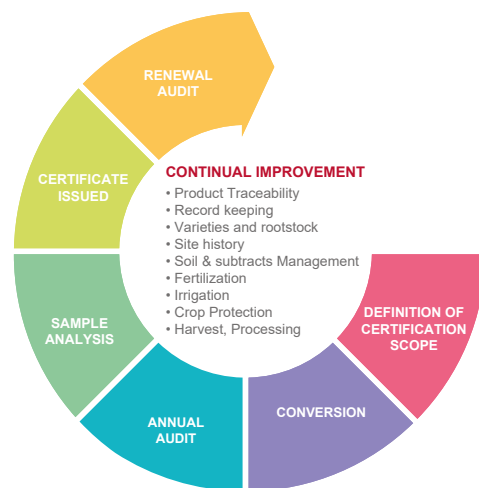 RENEWAL
AUDIT
CERTIFICATE
ISSUED
CONTINUAL IMPROVEMENT
• Product Traceability
• Record keeping
• Varieties and rootstock
• Site history
• Soil & subtracts Management
• Fertilization
• Irrigation
• Crop Protection
• Harvest, Processing
SAMPLE
ANALYSIS
DEFINITION OF
CERTIFICATION
SCOPE
ANNUAL
AUDIT
CONVERSION